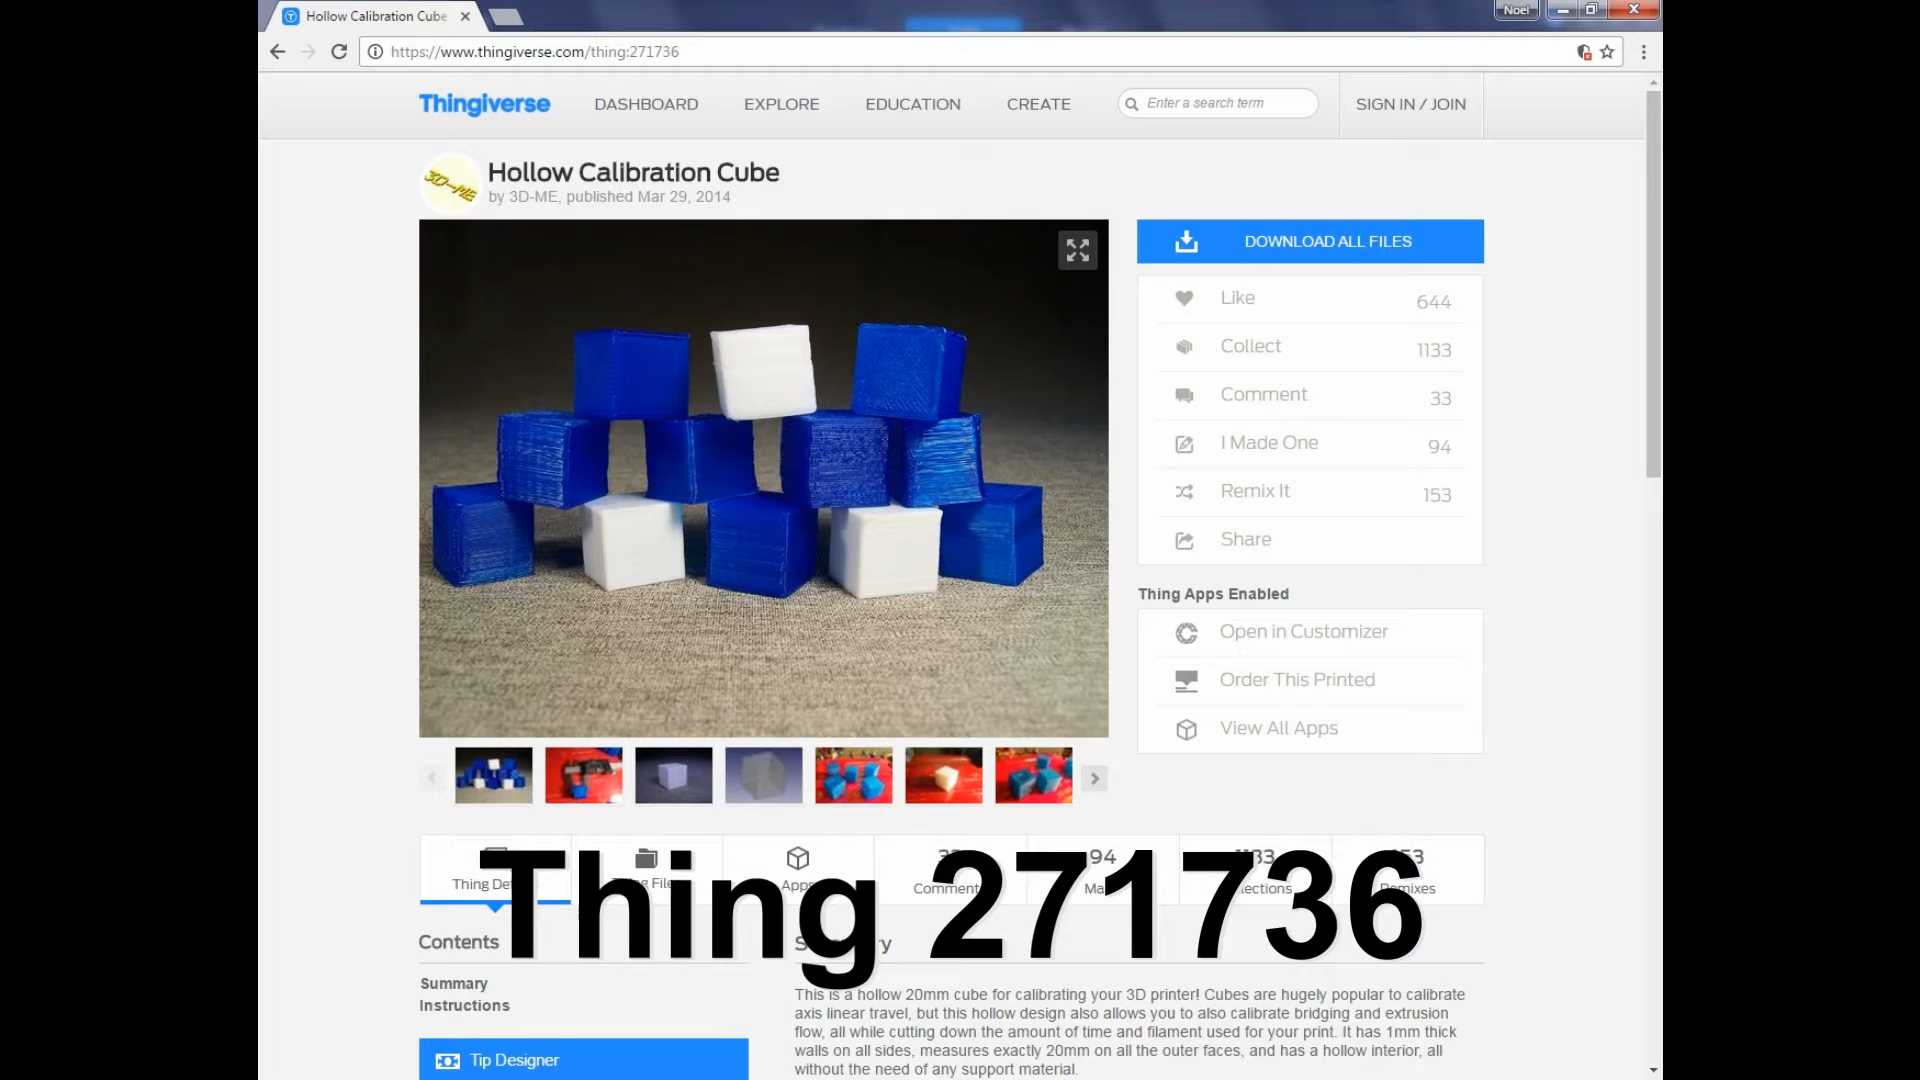 Hollow Calibration Cube
Noel
https://www.thingiverse.com/thing:271736
Thingiverse
DASHBOARD
EXPLORE
EDUCATION
CREATE
Enter a search term
SIGN IN / JOIN
3D-ME
Hollow Calibration Cube
by 3D-ME, published Mar 29, 2014
DOWNLOAD ALL FILES
Like 644
Collect 1133
Comment 33
I Made One 94
Remix It 153
Share
Thing Apps Enabled
Open in Customizer
Order This Printed
View All Apps
94
Apps
Remixes
Thing 271736
Contents
Summary
Instructions
Tip Designer
This is a hollow 20mm cube for calibrating your 3D printer! Cubes are hugely popular to calibrate
axis linear travel, but this hollow design also allows you to also calibrate bridging and extrusion
flow, all while cutting down the amount of time and filament used for your print. It has 1mm thick
walls on all sides, measures exactly 20mm on all the outer faces, and has a hollow interior, all
without the need of any support material.